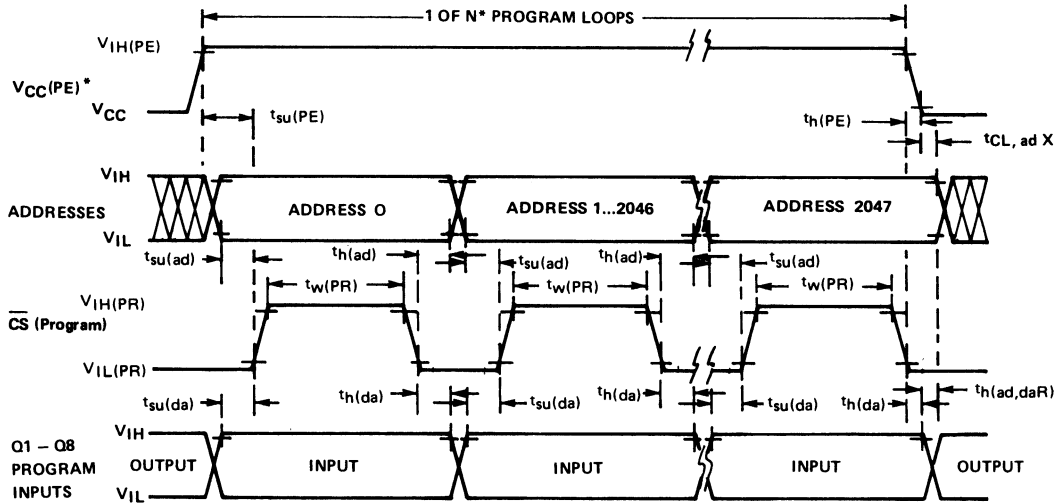 1 OF N* PROGRAM LOOPS
VIH(PE)
VCC(PE)*
VCC
tsu(PE)
th(PE)
tCL, ad X
VIH
ADDRESSES
ADDRESS 0
ADDRESS 1...2046
ADDRESS 2047
VIL
tsu(ad)
th(ad)
tsu(ad)
th(ad)
tsu(ad)
VIH(PR)
tw(PR)
tw(PR)
tw(PR)
CS (Program)
VIL(PR)
tsu(da)
th(da)
tsu(da)
th(da)
tsu(da)
th(da)
th(ad,daR)
VIH
Q1 – Q8
PROGRAM
INPUTS
OUTPUT
INPUT
INPUT
INPUT
OUTPUT
VIL